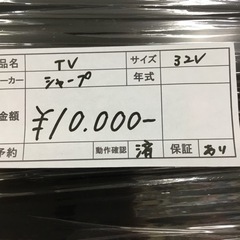 品名 TV サイズ 32V
ーカー シャープ 年式
金額 ¥10.000-
予約 動作確認 済 保証 あり